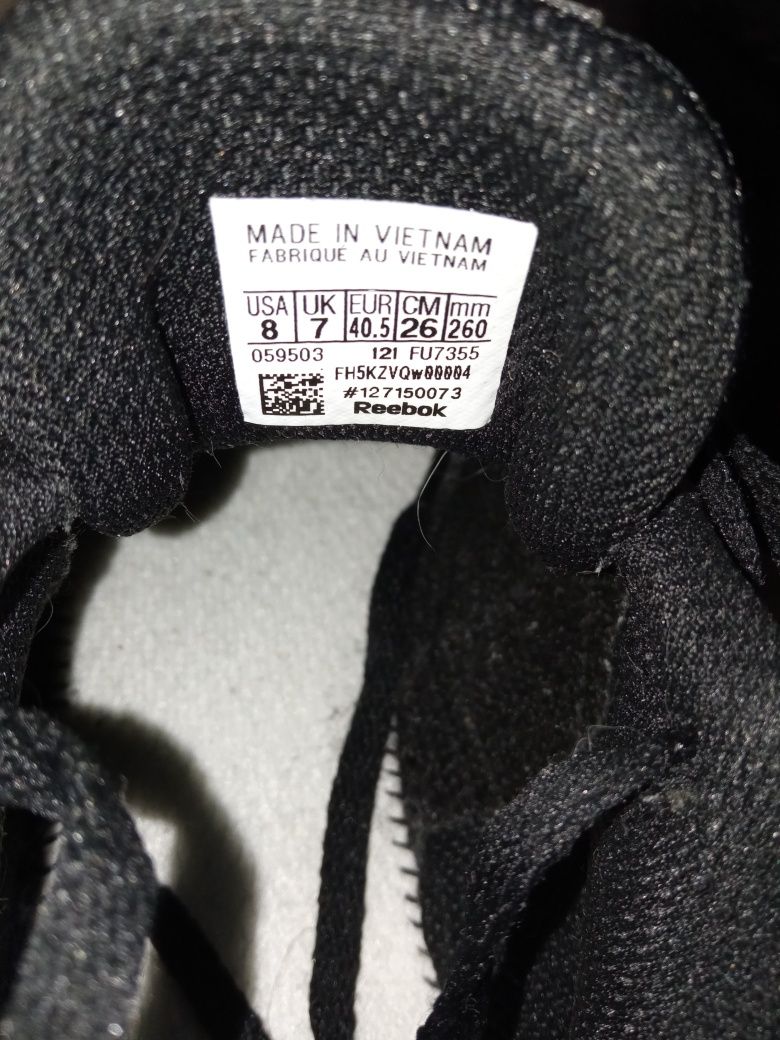 MADE IN VIETNAM
FABRIQUÉ AU VIETNAM
USA UK EUR CM mm
8 7 40.5 26 260
059503 121 FU7355
FH5KZVQw00004
#127150073
Reebok